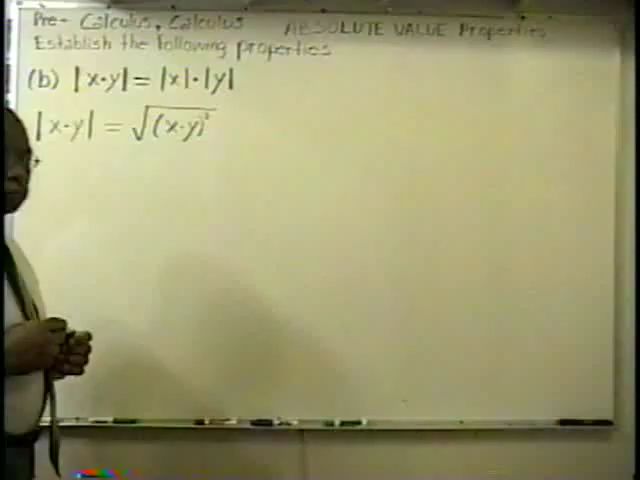 Pre- Calculus, Calculus ABSOLUTE VALUE Properties
Establish the following properties
(b) |x·y| = |x|·|y|
|x·y| = √(x·y)²